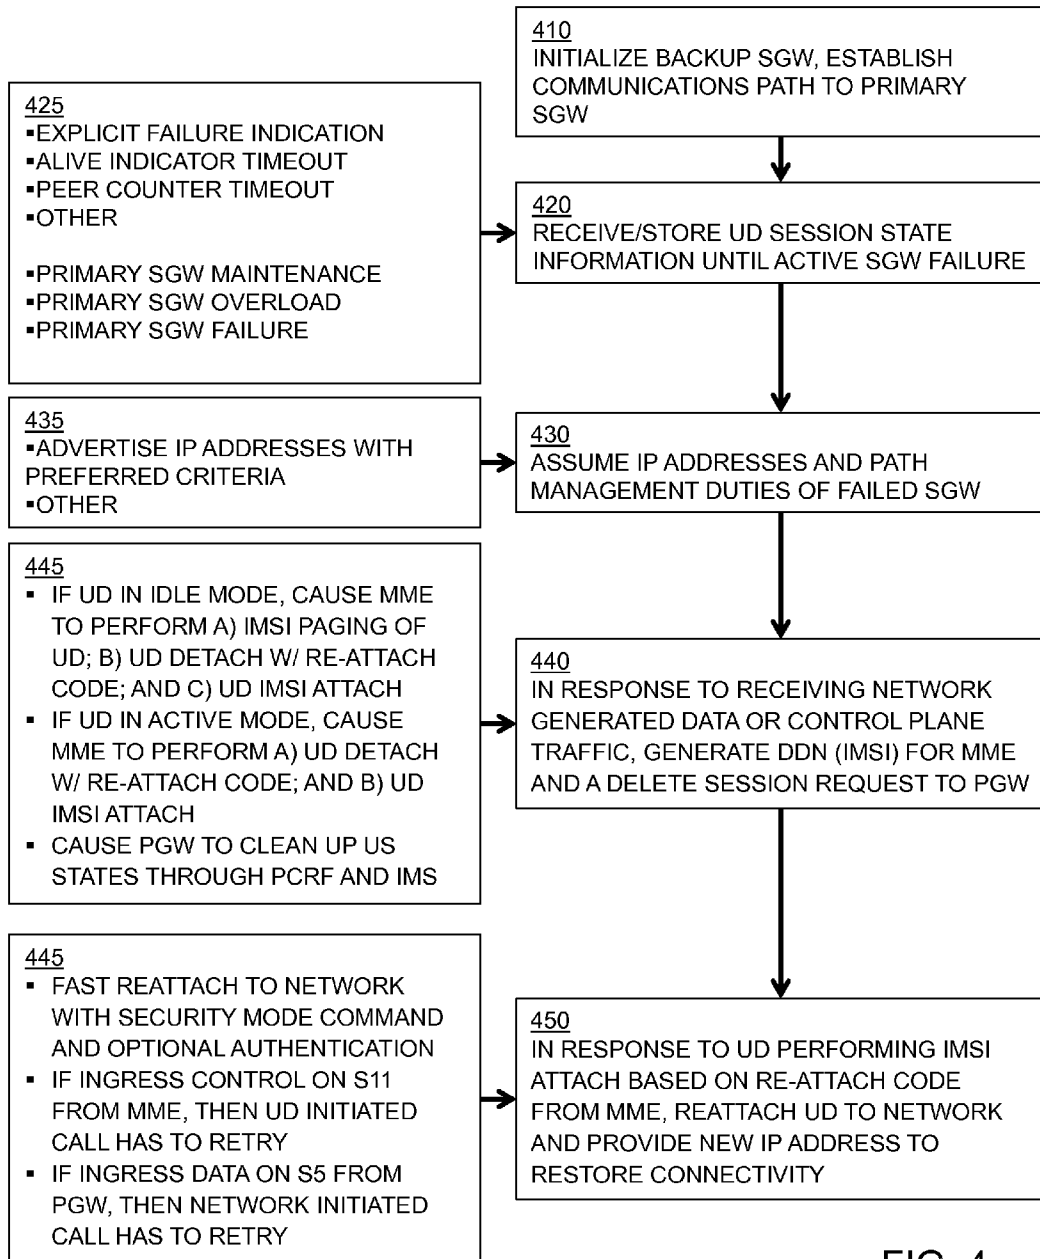 410
INITIALIZE BACKUP SGW, ESTABLISH
COMMUNICATIONS PATH TO PRIMARY
SGW
425
▪EXPLICIT FAILURE INDICATION
▪ALIVE INDICATOR TIMEOUT
▪PEER COUNTER TIMEOUT
▪OTHER
▪PRIMARY SGW MAINTENANCE
▪PRIMARY SGW OVERLOAD
▪PRIMARY SGW FAILURE
420
RECEIVE/STORE UD SESSION STATE
INFORMATION UNTIL ACTIVE SGW FAILURE
435
▪ADVERTISE IP ADDRESSES WITH
PREFERRED CRITERIA
▪OTHER
430
ASSUME IP ADDRESSES AND PATH
MANAGEMENT DUTIES OF FAILED SGW
445
▪ IF UD IN IDLE MODE, CAUSE MME
TO PERFORM A) IMSI PAGING OF
UD; B) UD DETACH W/ RE-ATTACH
CODE; AND C) UD IMSI ATTACH
▪ IF UD IN ACTIVE MODE, CAUSE
MME TO PERFORM A) UD DETACH
W/ RE-ATTACH CODE; AND B) UD
IMSI ATTACH
▪ CAUSE PGW TO CLEAN UP US
STATES THROUGH PCRF AND IMS
440
IN RESPONSE TO RECEIVING NETWORK
GENERATED DATA OR CONTROL PLANE
TRAFFIC, GENERATE DDN (IMSI) FOR MME
AND A DELETE SESSION REQUEST TO PGW
445
▪ FAST REATTACH TO NETWORK
WITH SECURITY MODE COMMAND
AND OPTIONAL AUTHENTICATION
▪ IF INGRESS CONTROL ON S11
FROM MME, THEN UD INITIATED
CALL HAS TO RETRY
▪ IF INGRESS DATA ON S5 FROM
PGW, THEN NETWORK INITIATED
CALL HAS TO RETRY
450
IN RESPONSE TO UD PERFORMING IMSI
ATTACH BASED ON RE-ATTACH CODE
FROM MME, REATTACH UD TO NETWORK
AND PROVIDE NEW IP ADDRESS TO
RESTORE CONNECTIVITY
FIG. 4